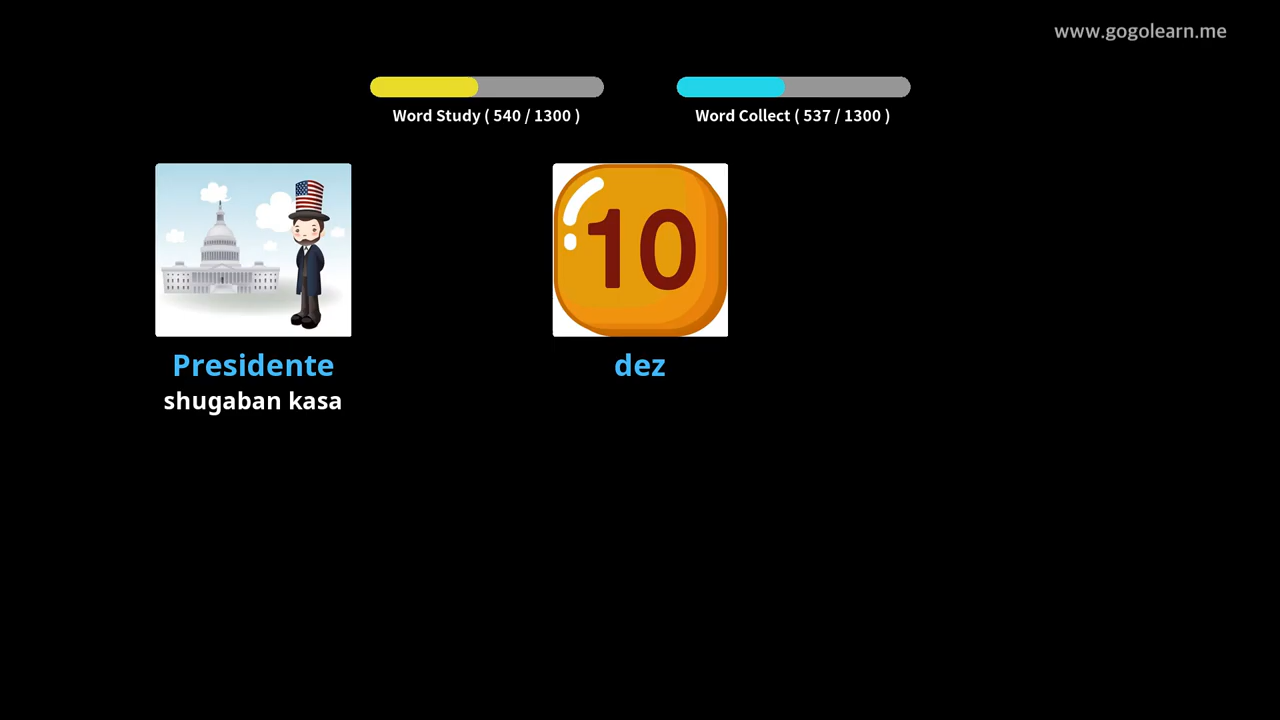 www.gogolearn.me
Word Study ( 540 / 1300 )
Word Collect ( 537 / 1300 )
10
Presidente
shugaban kasa
dez